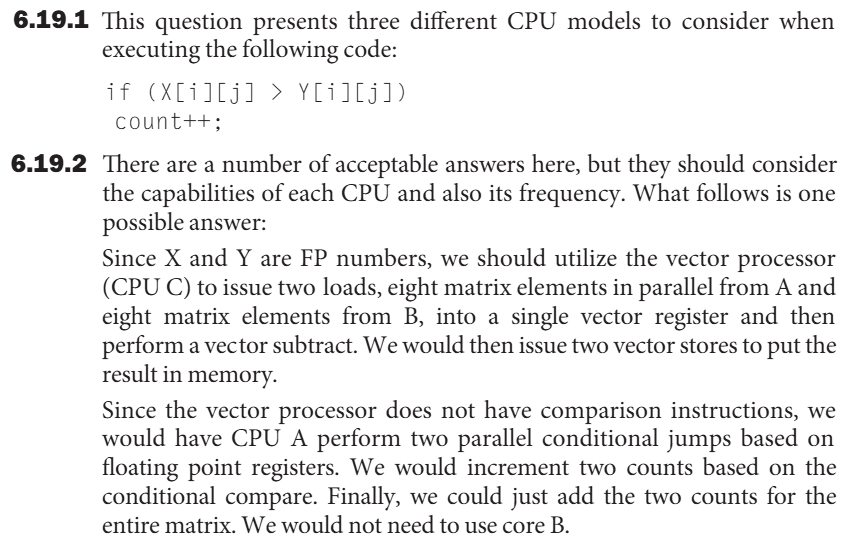 6.19.1 This question presents three different CPU models to consider when
executing the following code:
if (X[i][j] > Y[i][j])
count++;
6.19.2 There are a number of acceptable answers here, but they should consider
the capabilities of each CPU and also its frequency. What follows is one
possible answer:
Since X and Y are FP numbers, we should utilize the vector processor
(CPU C) to issue two loads, eight matrix elements in parallel from A and
eight matrix elements from B, into a single vector register and then
perform a vector subtract. We would then issue two vector stores to put the
result in memory.
Since the vector processor does not have comparison instructions, we
would have CPU A perform two parallel conditional jumps based on
floating point registers. We would increment two counts based on the
conditional compare. Finally, we could just add the two counts for the
entire matrix. We would not need to use core B.